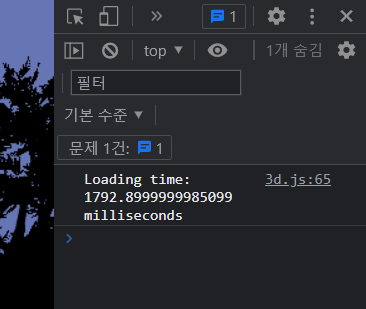 1
top 1개 숨김
필터
기본 수준
문제 1건: 1
Loading time: 3d.js:65
1792.8999999985099
milliseconds